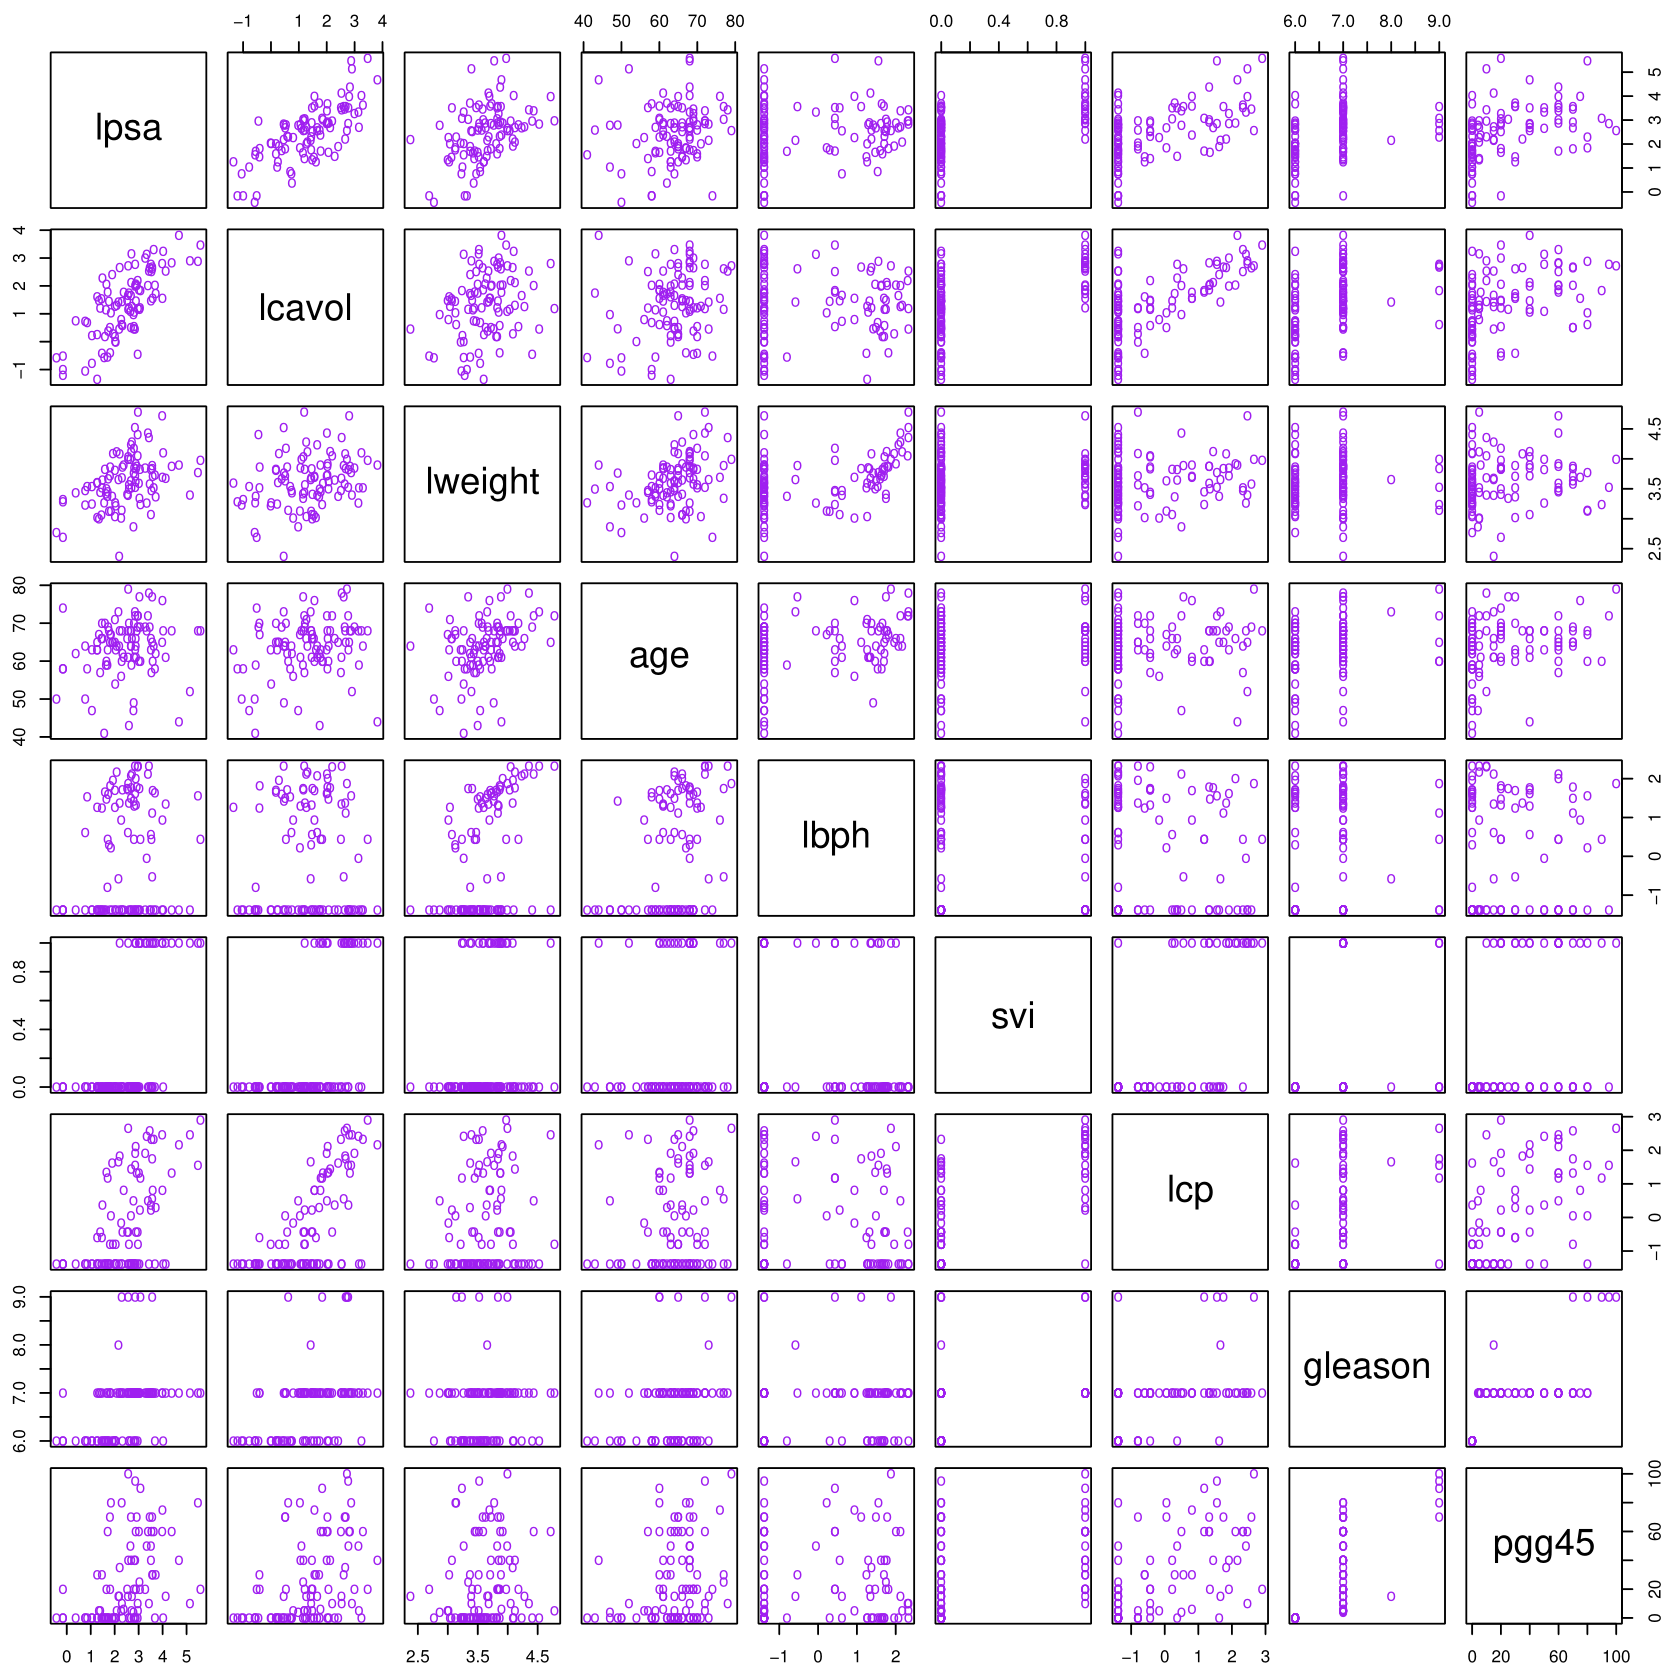 −1 1 2 3 4 40 50 60 70 80 0.0 0.4 0.8 6.0 7.0 8.0 9.0
lpsa
0 1 2 3 4 5
−1 1 2 3 4
lcavol
lweight
2.5 3.5 4.5
40 50 60 70 80
age
lbph
−1 0 1 2
0.0 0.4 0.8
svi
lcp
−1 0 1 2 3
6.0 7.0 8.0 9.0
gleason
pgg45
0 20 60 100
0 1 2 3 4 5 2.5 3.5 4.5 −1 0 1 2 −1 0 1 2 3 0 20 60 100